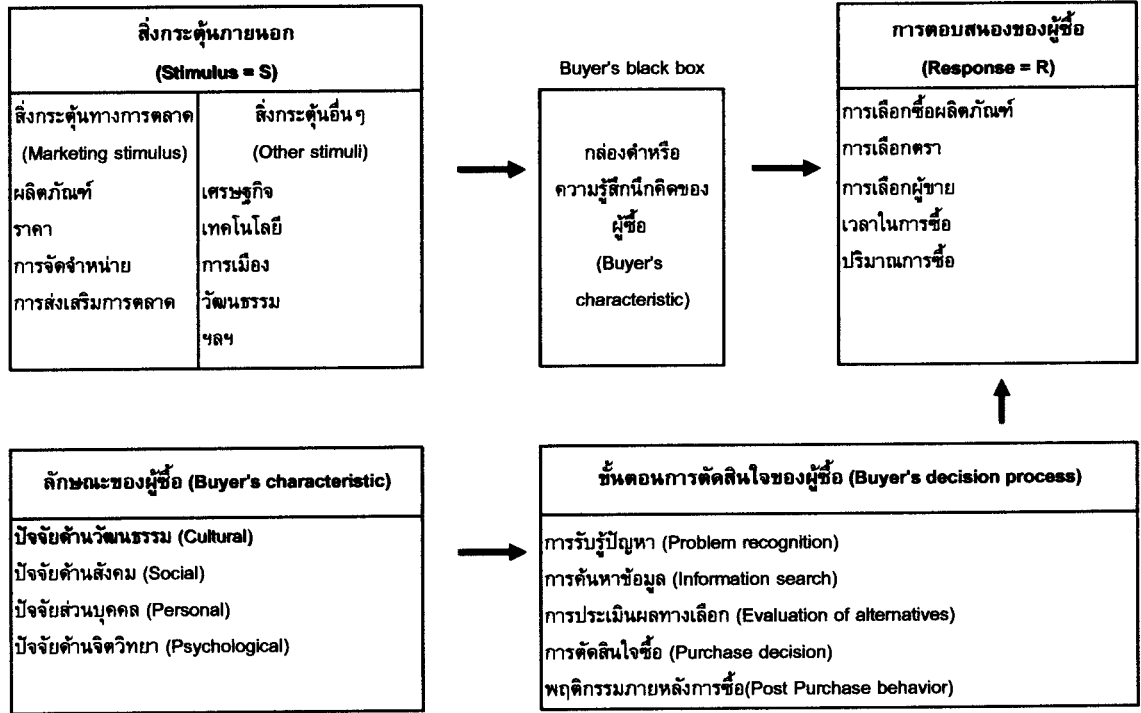 สิ่งกระตุ้นภายนอก
(Stimulus = S)
สิ่งกระตุ้นทางการตลาด
(Marketing stimulus)
ผลิตภัณฑ์
ราคา
การจัดจำหน่าย
การส่งเสริมการตลาด
สิ่งกระตุ้นอื่น ๆ
(Other stimuli)
เศรษฐกิจ
เทคโนโลยี
การเมือง
วัฒนธรรม
ฯลฯ
Buyer's black box
กล่องดำหรือ
ความรู้สึกนึกคิดของ
ผู้ซื้อ
(Buyer's
characteristic)
การตอบสนองของผู้ซื้อ
(Response = R)
การเลือกซื้อผลิตภัณฑ์
การเลือกตรา
การเลือกผู้ขาย
เวลาในการซื้อ
ปริมาณการซื้อ
ลักษณะของผู้ซื้อ (Buyer's characteristic)
ปัจจัยด้านวัฒนธรรม (Cultural)
ปัจจัยด้านสังคม (Social)
ปัจจัยส่วนบุคคล (Personal)
ปัจจัยด้านจิตวิทยา (Psychological)
ขั้นตอนการตัดสินใจของผู้ซื้อ (Buyer's decision process)
การรับรู้ปัญหา (Problem recognition)
การค้นหาข้อมูล (Information search)
การประเมินผลทางเลือก (Evaluation of alternatives)
การตัดสินใจซื้อ (Purchase decision)
พฤติกรรมภายหลังการซื้อ(Post Purchase behavior)